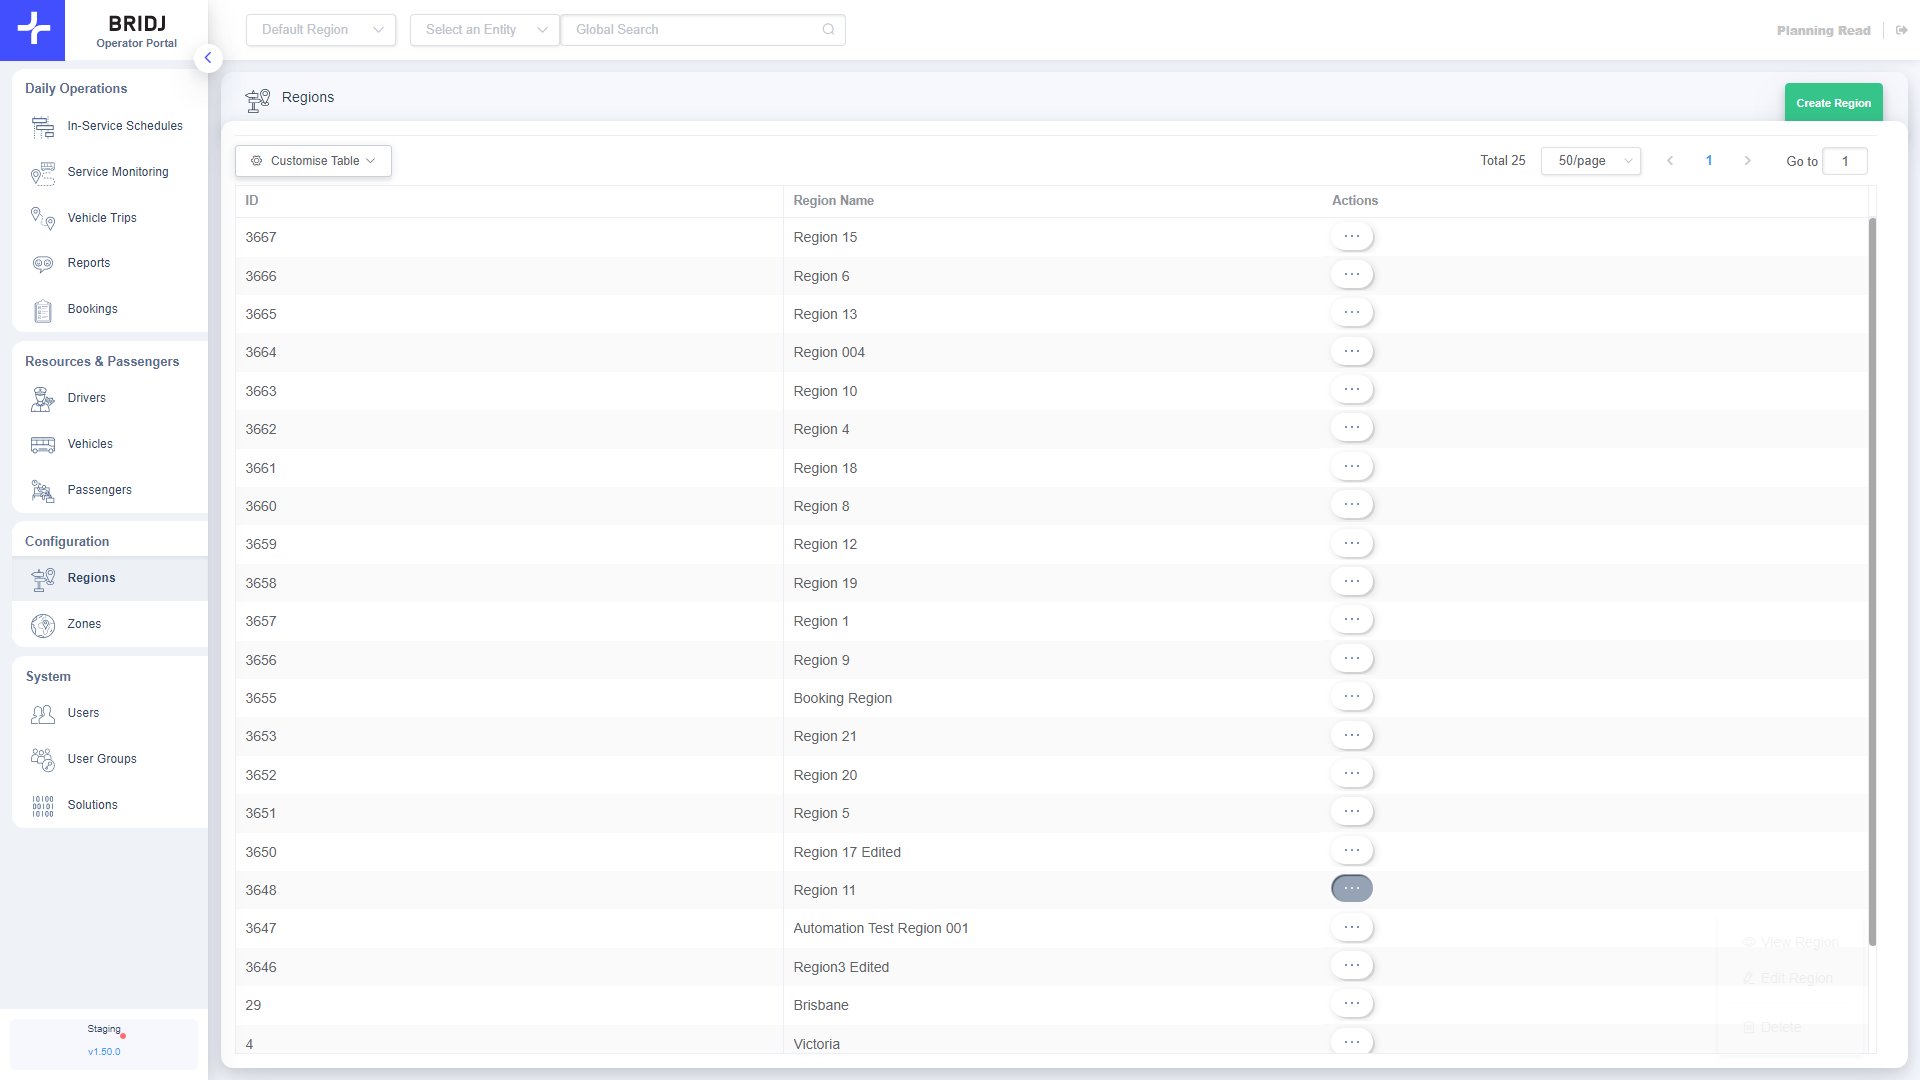 BRIDJ
Operator Portal
Default Region
Select an Entity
Global Search
Planning Read
Daily Operations
In-Service Schedules
Service Monitoring
Vehicle Trips
Reports
Bookings
Resources & Passengers
Drivers
Vehicles
Passengers
Configuration
Regions
Zones
System
Users
User Groups
Solutions
Staging
v1.50.0
Regions
Create Region
Customise Table
Total 25
50/page
1
Go to
1
ID Region Name Actions
3667 Region 15
3666 Region 6
3665 Region 13
3664 Region 004
3663 Region 10
3662 Region 4
3661 Region 18
3660 Region 8
3659 Region 12
3658 Region 19
3657 Region 1
3656 Region 9
3655 Booking Region
3653 Region 21
3652 Region 20
3651 Region 5
3650 Region 17 Edited
3648 Region 11
3647 Automation Test Region 001
3646 Region3 Edited
29 Brisbane
4 Victoria
View Region
Edit Region
Delete